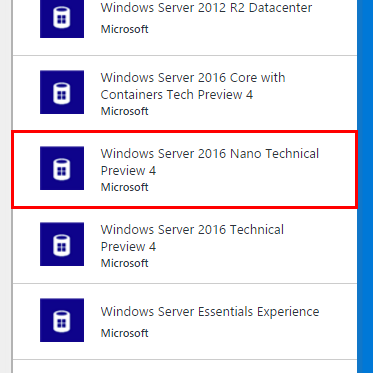 Windows Server 2012 R2 Datacenter
Microsoft
Windows Server 2016 Core with
Containers Tech Preview 4
Microsoft
Windows Server 2016 Nano Technical
Preview 4
Microsoft
Windows Server 2016 Technical
Preview 4
Microsoft
Windows Server Essentials Experience
Microsoft